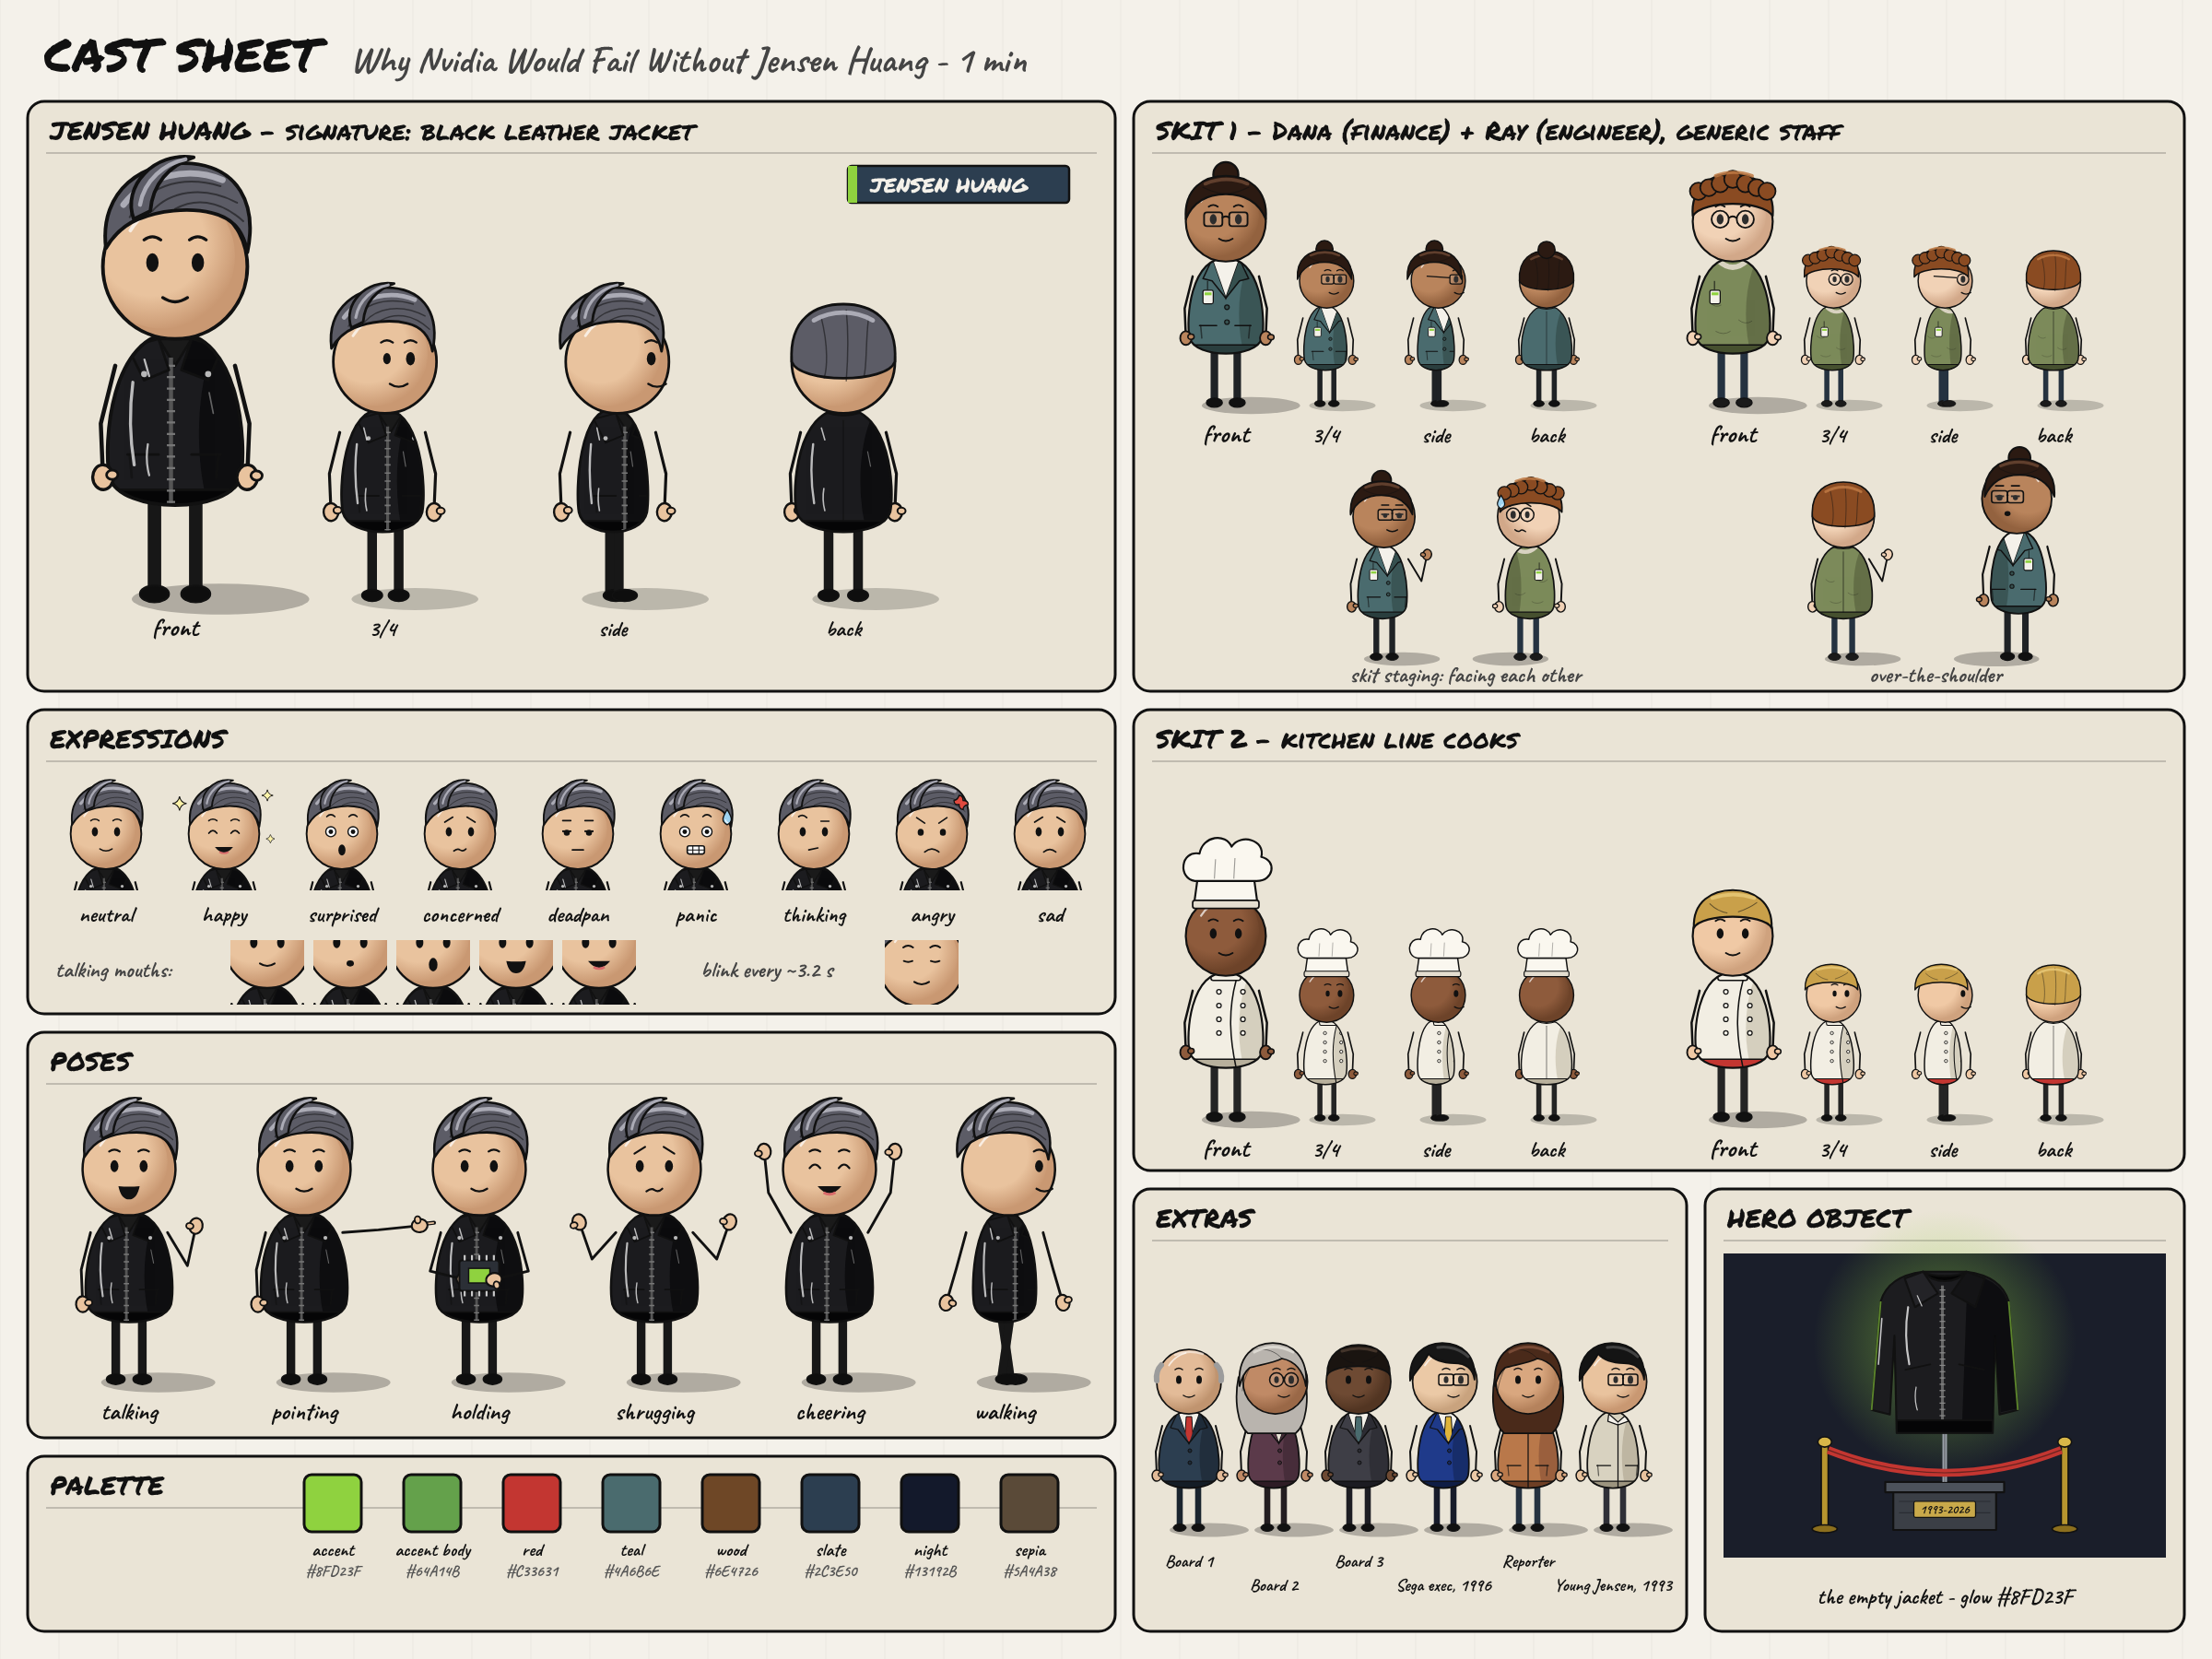 CAST SHEET Why Nvidia Would Fail Without Jensen Huang - 1 min
JENSEN HUANG - SIGNATURE: BLACK LEATHER JACKET
JENSEN HUANG
front 3/4 side back
SKIT 1 - DANA (FINANCE) + RAY (ENGINEER), GENERIC STAFF
front 3/4 side back front 3/4 side back
skit staging: facing each other over-the-shoulder
EXPRESSIONS
neutral happy surprised concerned deadpan panic thinking angry sad
talking mouths: blink every ~3.2 s
SKIT 2 - KITCHEN LINE COOKS
front 3/4 side back front 3/4 side back
POSES
talking pointing holding shrugging cheering walking
PALETTE
accent accent body red teal wood slate night sepia
#8FD23F #64A14B #C33631 #4A6B6E #6E4726 #2C3E50 #13192B #5A4A38
EXTRAS
Board 1 Board 3 Reporter
Board 2 Sega exec, 1996 Young Jensen, 1993
HERO OBJECT
1993-2026
the empty jacket - glow #8FD23F